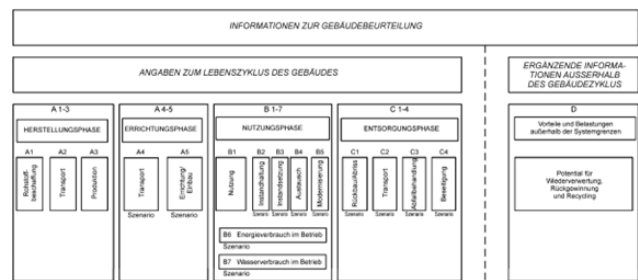 INFORMATIONEN ZUR GEBÄUDEBEURTEILUNG
ANGABEN ZUM LEBENSZYKLUS DES GEBÄUDES
ERGÄNZENDE INFORMA-
TIONEN AUSSERHALB
DES GEBÄUDEZYKLUS
A 1-3
HERSTELLUNGSPHASE
A1
A2
A3
Rohstoff-
beschaffung
Transport
Produktion
A 4-5
ERRICHTUNGSPHASE
A4
A5
Transport
Errichtung/
Einbau
Szenario
Szenario
B 1-7
NUTZUNGSPHASE
B1
B2
B3
B4
B5
Nutzung
Instandhaltung
Instandsetzung
Austausch
Modernisierung
Szenario
Szenario
Szenario
Szenario
Szenario
B6 Energieverbrauch im Betrieb
Szenario
B7 Wasserverbrauch im Betrieb
Szenario
C 1-4
ENTSORGUNGSPHASE
C1
C2
C3
C4
Rückbau/Abriss
Transport
Abfallbehandlung
Beseitigung
Szenario
Szenario
Szenario
Szenario
D
Vorteile und Belastungen
außerhalb der Systemgrenzen
Potential für
Wiederverwertung,
Rückgewinnung
und Recycling